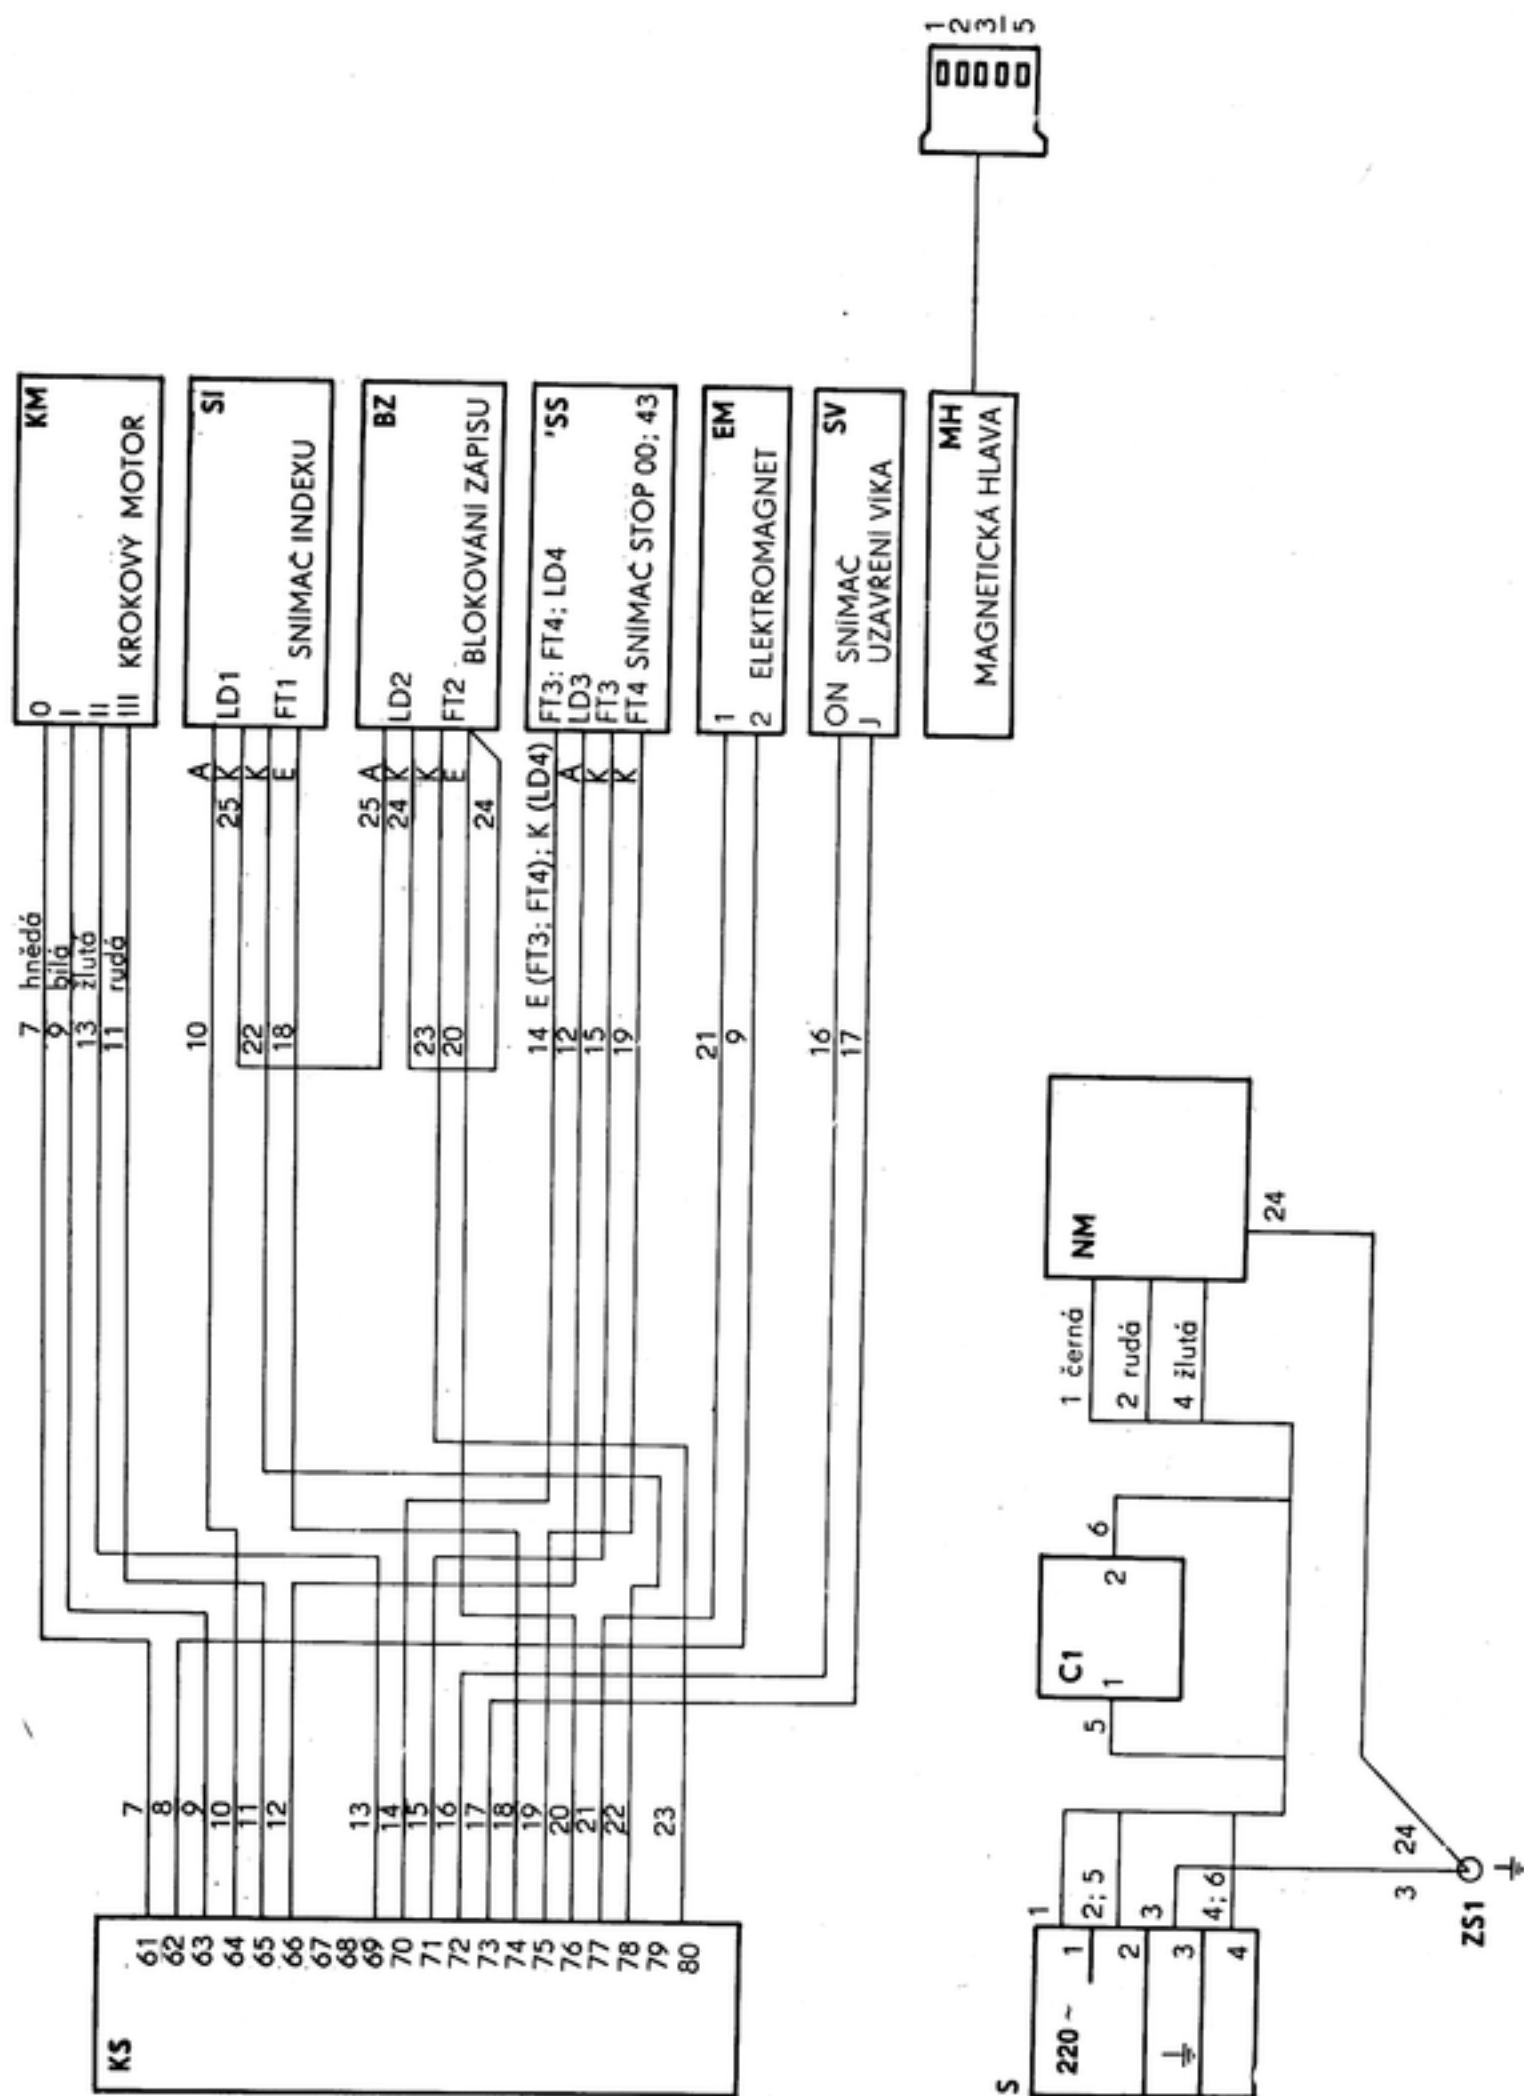 KS
61
62
63
64
65
66
67
68
69
70
71
72
73
74
75
76
77
78
79
80
7
8
9
10
11
12
13
14
15
16
17
18
19
20
21
22
23
7 hnědá
9 bílá
13 žlutá
11 rudá
O
I
II
III KROKOVÝ MOTOR
KM
10
22
18
25
A
K
K
E
LD1
FT1
SNÍMAČ INDEXU
SI
23
20
25
24
24
A
K
K
E
LD2
FT2
BLOKOVÁNÍ ZÁPISU
BZ
14 E (FT3; FT4); K (LD4)
12
15
19
A
K
K
FT3: FT4; LD4
LD3
FT3
FT4 SNÍMAČ STOP 00; 43
'SS
21
9
1
2 ELEKTROMAGNET
EM
16
17
ON SNÍMAČ
J UZAVŘENÍ VÍKA
SV
MH
MAGNETICKÁ HLAVA
1
2
3
5
S
220 ~
1
2
3
4
1
2; 5
3
4; 6
5
C1
1
2
6
1 černá
2 rudá
4 žlutá
NM
24
3
24
ZS1